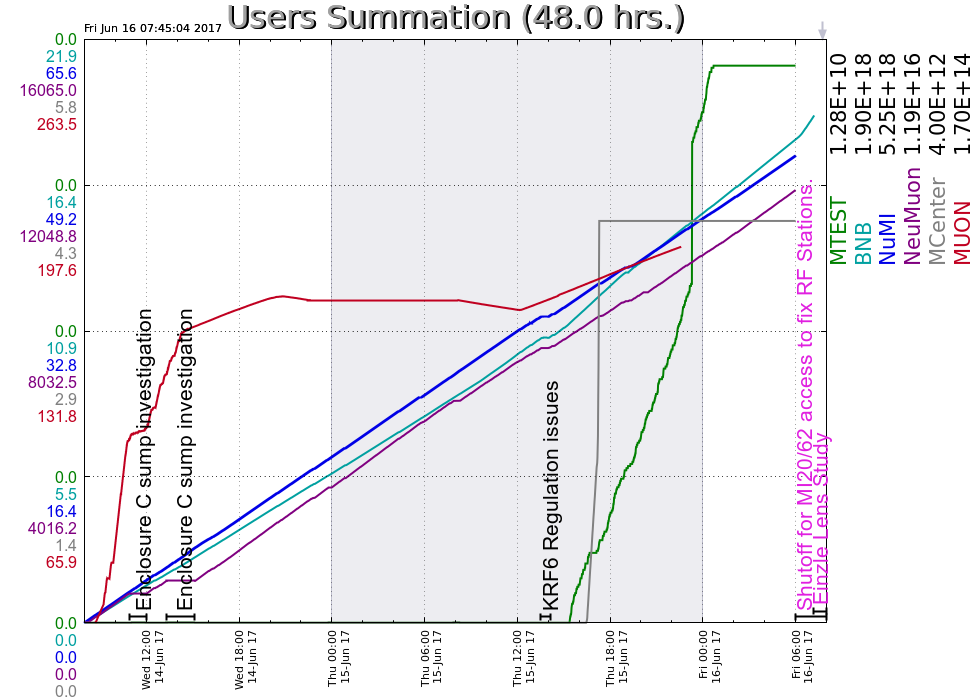 Users Summation (48.0 hrs.)
Fri Jun 16 07:45:04 2017
0.0
21.9
65.6
16065.0
5.8
263.5
0.0
16.4
49.2
12048.8
4.3
197.6
0.0
10.9
32.8
8032.5
2.9
131.8
0.0
5.5
16.4
4016.2
1.4
65.9
0.0
0.0
0.0
0.0
0.0
Enclosure C sump investigation
Enclosure C sump investigation
KRF6 Regulation issues
Shutoff for MI20/62 access to fix RF Stations.
Einzle Lens Study
Wed 12:00
14-Jun 17
Wed 18:00
14-Jun 17
Thu 00:00
15-Jun 17
Thu 06:00
15-Jun 17
Thu 12:00
15-Jun 17
Thu 18:00
15-Jun 17
Fri 00:00
16-Jun 17
Fri 06:00
16-Jun 17
MTEST 1.28E+10
BNB 1.90E+18
NuMI 5.25E+18
NeuMuon 1.19E+16
MCenter 4.00E+12
MUON 1.70E+14